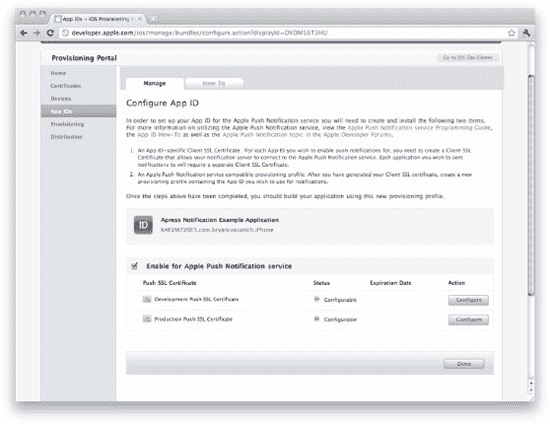 App IDs – iOS Provisioning P
developer.apple.com/ios/manage/bundles/configure.action?displayId=
Provisioning Portal
Go to iOS Dev Center
Home
Certificates
Devices
App IDs
Provisioning
Distribution
Manage
How To
Configure App ID
In order to set up your App ID for the Apple Push Notification service you will need to create and install the following two items.
For more information on utilizing the Apple Push Notification service, view the Apple Push Notification service Programming Guide,
the App ID How-To as well as the Apple Push Notification topic in the Apple Developer Forums.
1. An App ID-specific Client SSL Certificate: For each App ID you wish to enable push notifications for, you need to create a Client SSL
Certificate that allows your notification server to connect to the Apple Push Notification Service. Each application you wish to send
notifications to will require a separate Client SSL Certificate.
2. An Apple Push Notification service compatible provisioning profile: After you have generated your Client SSL certificate, create a new
provisioning profile containing the App ID you wish to use for notifications.
Once the steps above have been completed, you should build your application using this new provisioning profile.
ID
Apress Notification Example Application
Enable for Apple Push Notification service
Push SSL Certificate
Status
Expiration Date
Action
Development Push SSL Certificate
Configurable
Configure
Production Push SSL Certificate
Configurable
Configure
Done